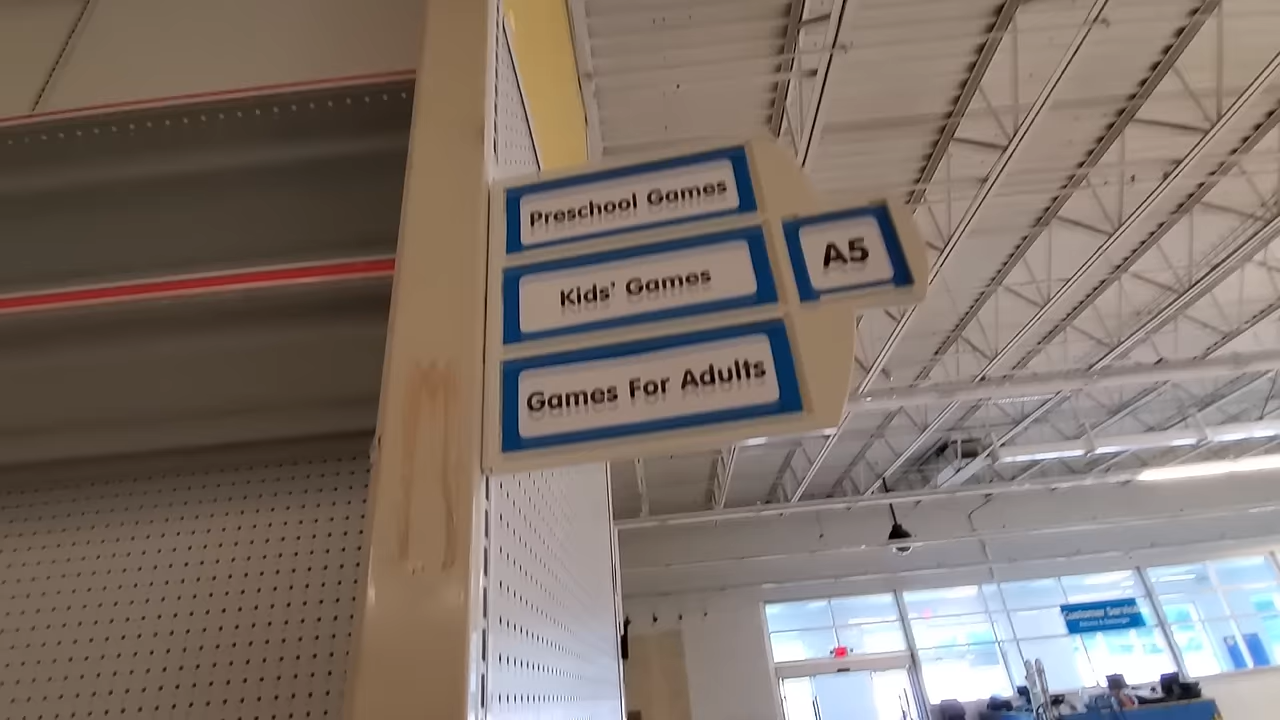 Preschool Games
Kids' Games
Games For Adults
A5
Customer Service